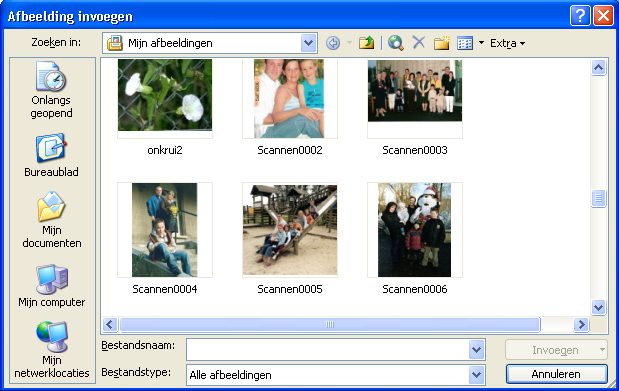 Afbeelding invoegen
Zoeken in:
Mijn afbeeldingen
Extra
Onlangs
geopend
Bureaublad
Mijn
documenten
Mijn computer
Mijn
netwerklocaties
onkrui2
Scannen0002
Scannen0003
Scannen0004
Scannen0005
Scannen0006
Bestandsnaam:
Invoegen
Bestandstype:
Alle afbeeldingen
Annuleren